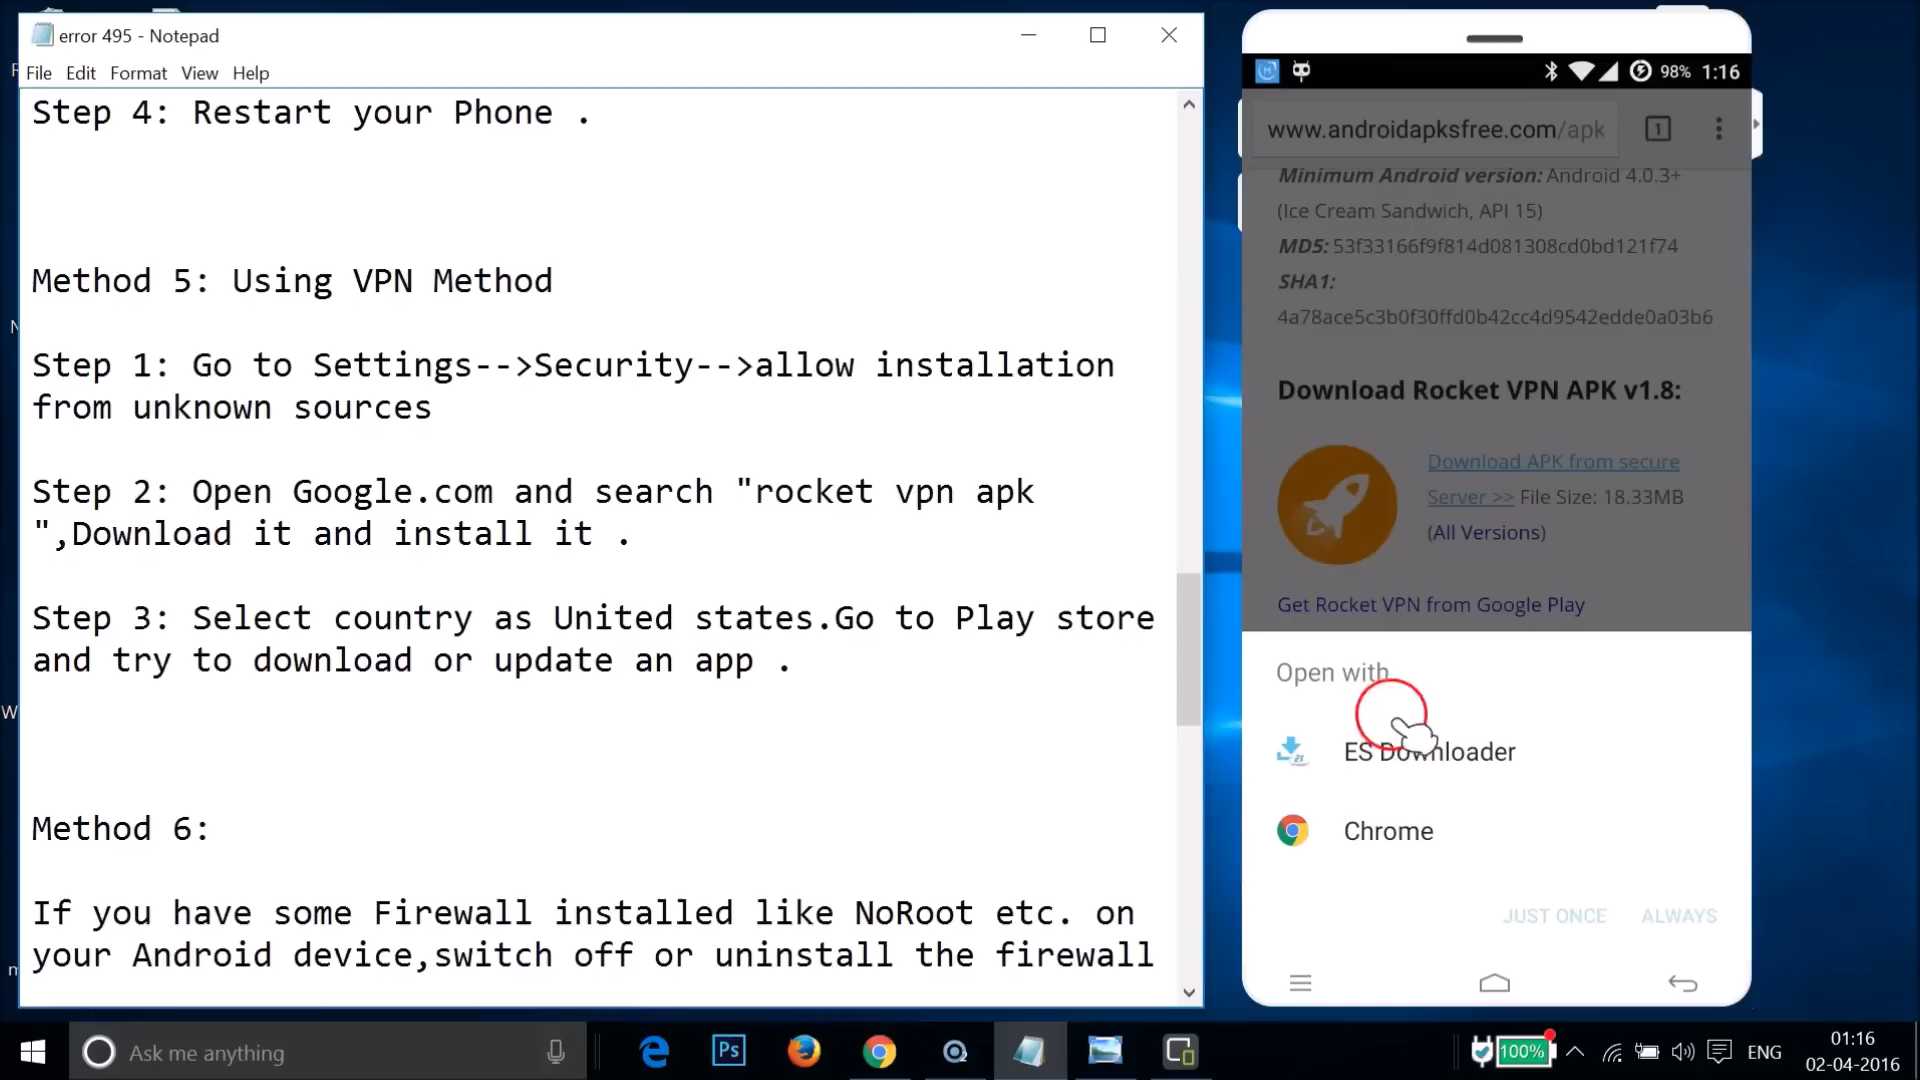 error 495 - Notepad
File Edit Format View Help
Step 4: Restart your Phone .
Method 5: Using VPN Method
Step 1: Go to Settings-->Security-->allow installation
from unknown sources
Step 2: Open Google.com and search "rocket vpn apk
",Download it and install it .
Step 3: Select country as United states.Go to Play store
and try to download or update an app .
Method 6:
If you have some Firewall installed like NoRoot etc. on
your Android device,switch off or uninstall the firewall
98% 1:16
www.androidapksfree.com/apk
1
Minimum Android version: Android 4.0.3+
(Ice Cream Sandwich, API 15)
MD5: 53f33166f9f814d081308cd0bd121f74
SHA1:
4a78ace5c3b0f30ffd0b42cc4d9542edde0a03b6
Download Rocket VPN APK v1.8:
Download APK from secure
Server >> File Size: 18.33MB
(All Versions)
Get Rocket VPN from Google Play
Open with
ES Downloader
Chrome
JUST ONCE ALWAYS
Ask me anything
Ps
100%
ENG
01:16
02-04-2016